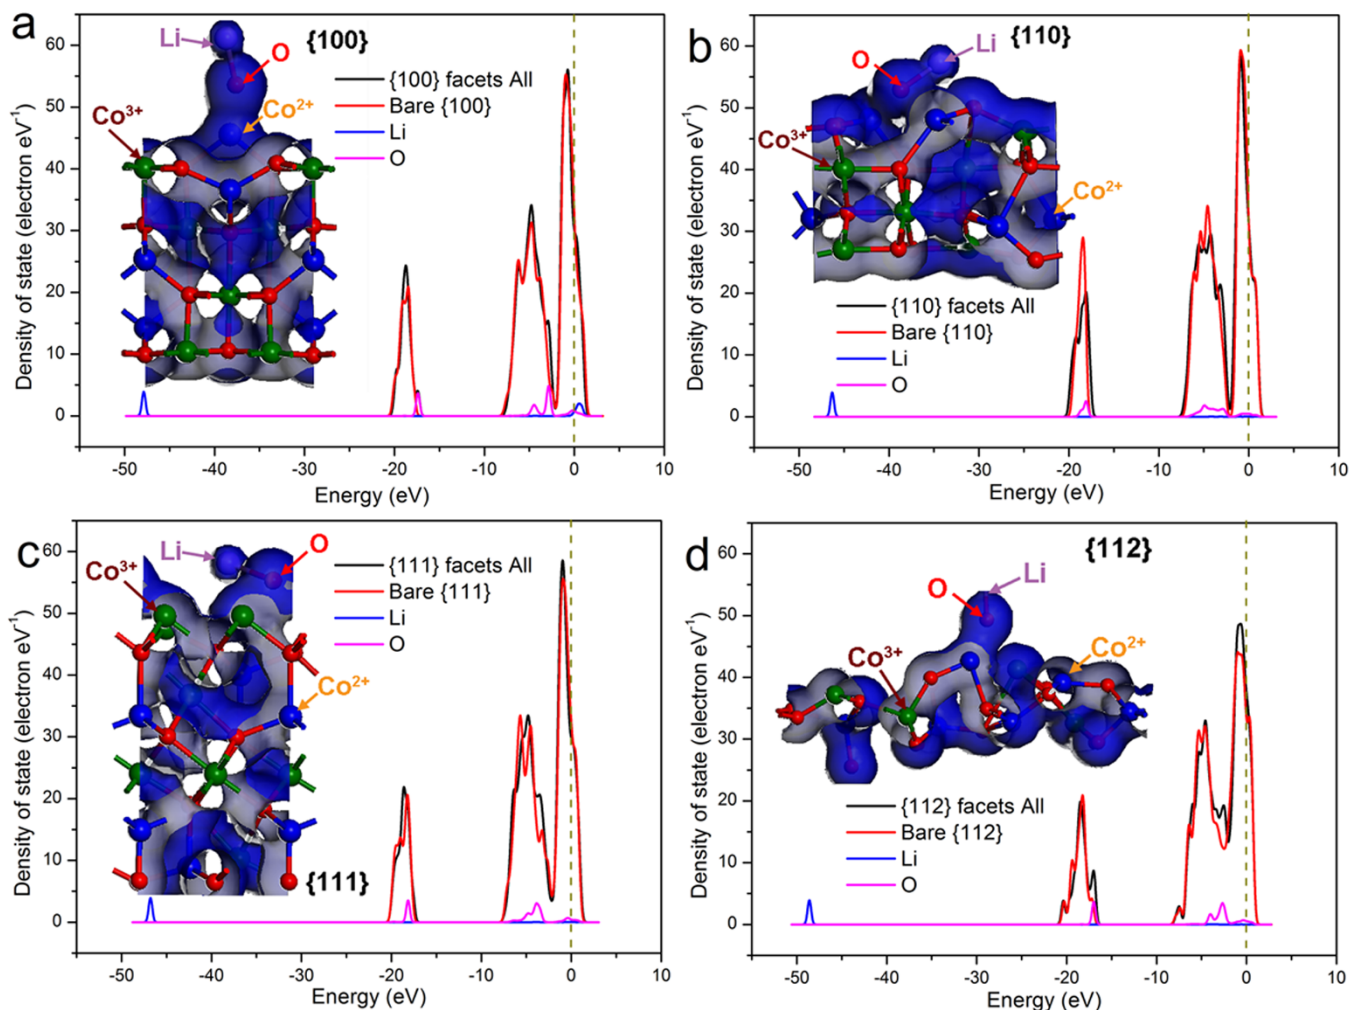 a
Li
O
{100}
Co²⁺
Co³⁺
{100} facets All
Bare {100}
Li
O
Density of state (electron eV⁻¹)
60
50
40
30
20
10
0
-50 -40 -30 -20 -10 0 10
Energy (eV)
b
Li
O
{110}
Co³⁺
Co²⁺
{110} facets All
Bare {110}
Li
O
Density of state (electron eV⁻¹)
60
50
40
30
20
10
0
-50 -40 -30 -20 -10 0 10
Energy (eV)
c
Li
O
Co³⁺
Co²⁺
{111} facets All
Bare {111}
Li
O
{111}
Density of state (electron eV⁻¹)
60
50
40
30
20
10
0
-50 -40 -30 -20 -10 0 10
Energy (eV)
d
{112}
Li
O
Co³⁺
Co²⁺
{112} facets All
Bare {112}
Li
O
Density of state (electron eV⁻¹)
60
50
40
30
20
10
0
-50 -40 -30 -20 -10 0 10
Energy (eV)